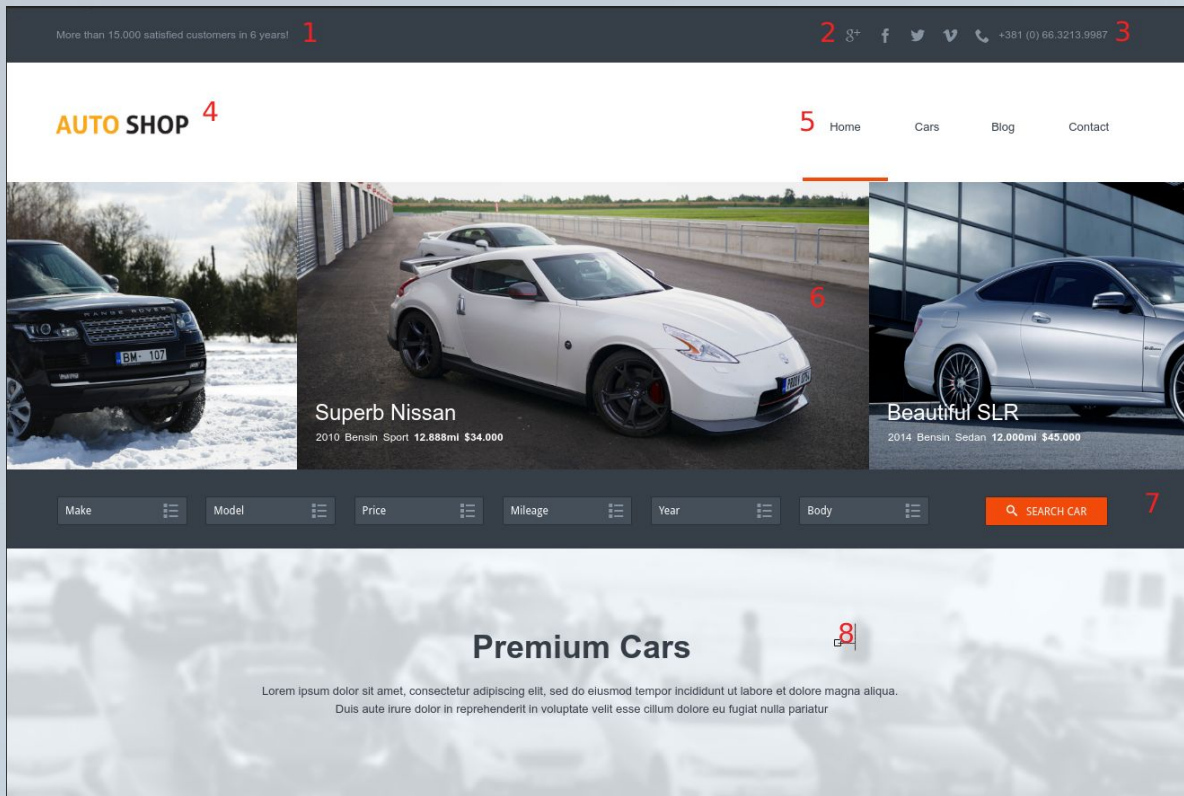 More than 15.000 satisfied customers in 6 years! 1
2 g+ +381 (0) 66.3213.9987 3
AUTO SHOP 4
5 Home Cars Blog Contact
6
RANGE ROVER
BM· 107
Superb Nissan
2010 Bensin Sport 12.888mi $34.000
Beautiful SLR
2014 Bensin Sedan 12.000mi $45.000
Make Model Price Mileage Year Body SEARCH CAR 7
Premium Cars 8
Lorem ipsum dolor sit amet, consectetur adipiscing elit, sed do eiusmod tempor incididunt ut labore et dolore magna aliqua.
Duis aute irure dolor in reprehenderit in voluptate velit esse cillum dolore eu fugiat nulla pariatur